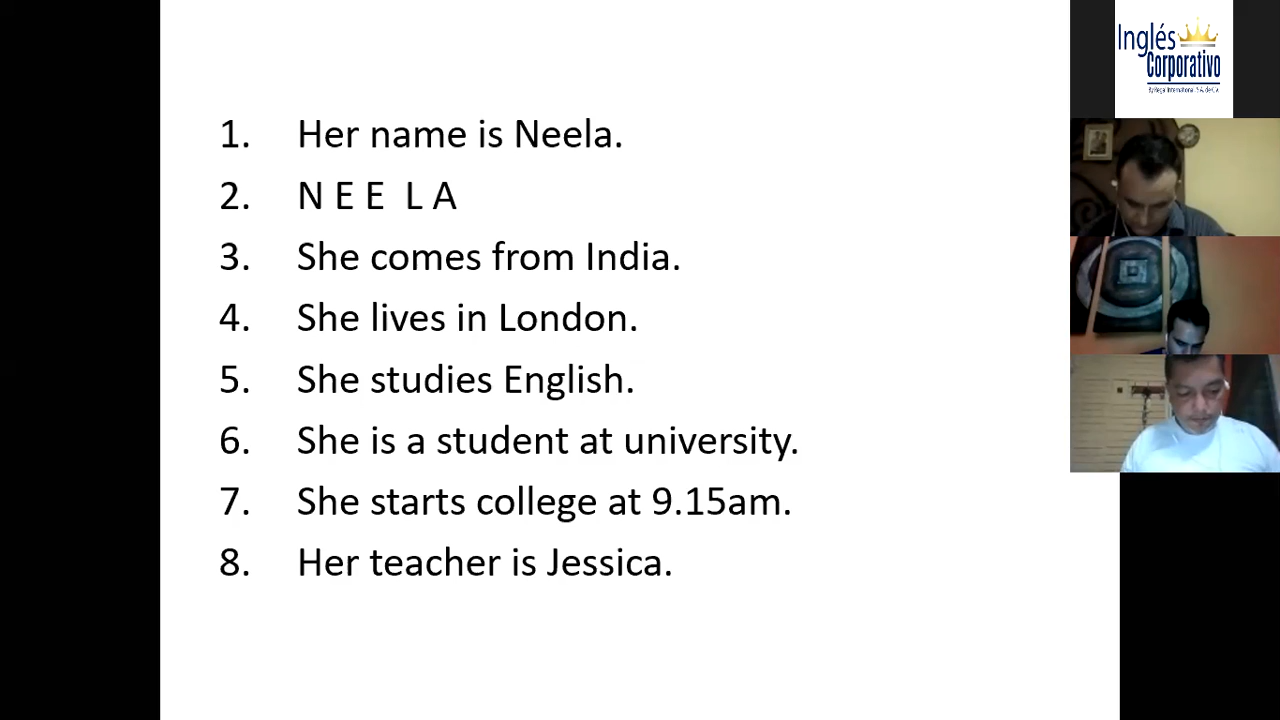 1. Her name is Neela.
2. N E E L A
3. She comes from India.
4. She lives in London.
5. She studies English.
6. She is a student at university.
7. She starts college at 9.15am.
8. Her teacher is Jessica.
Inglés
Corporativo